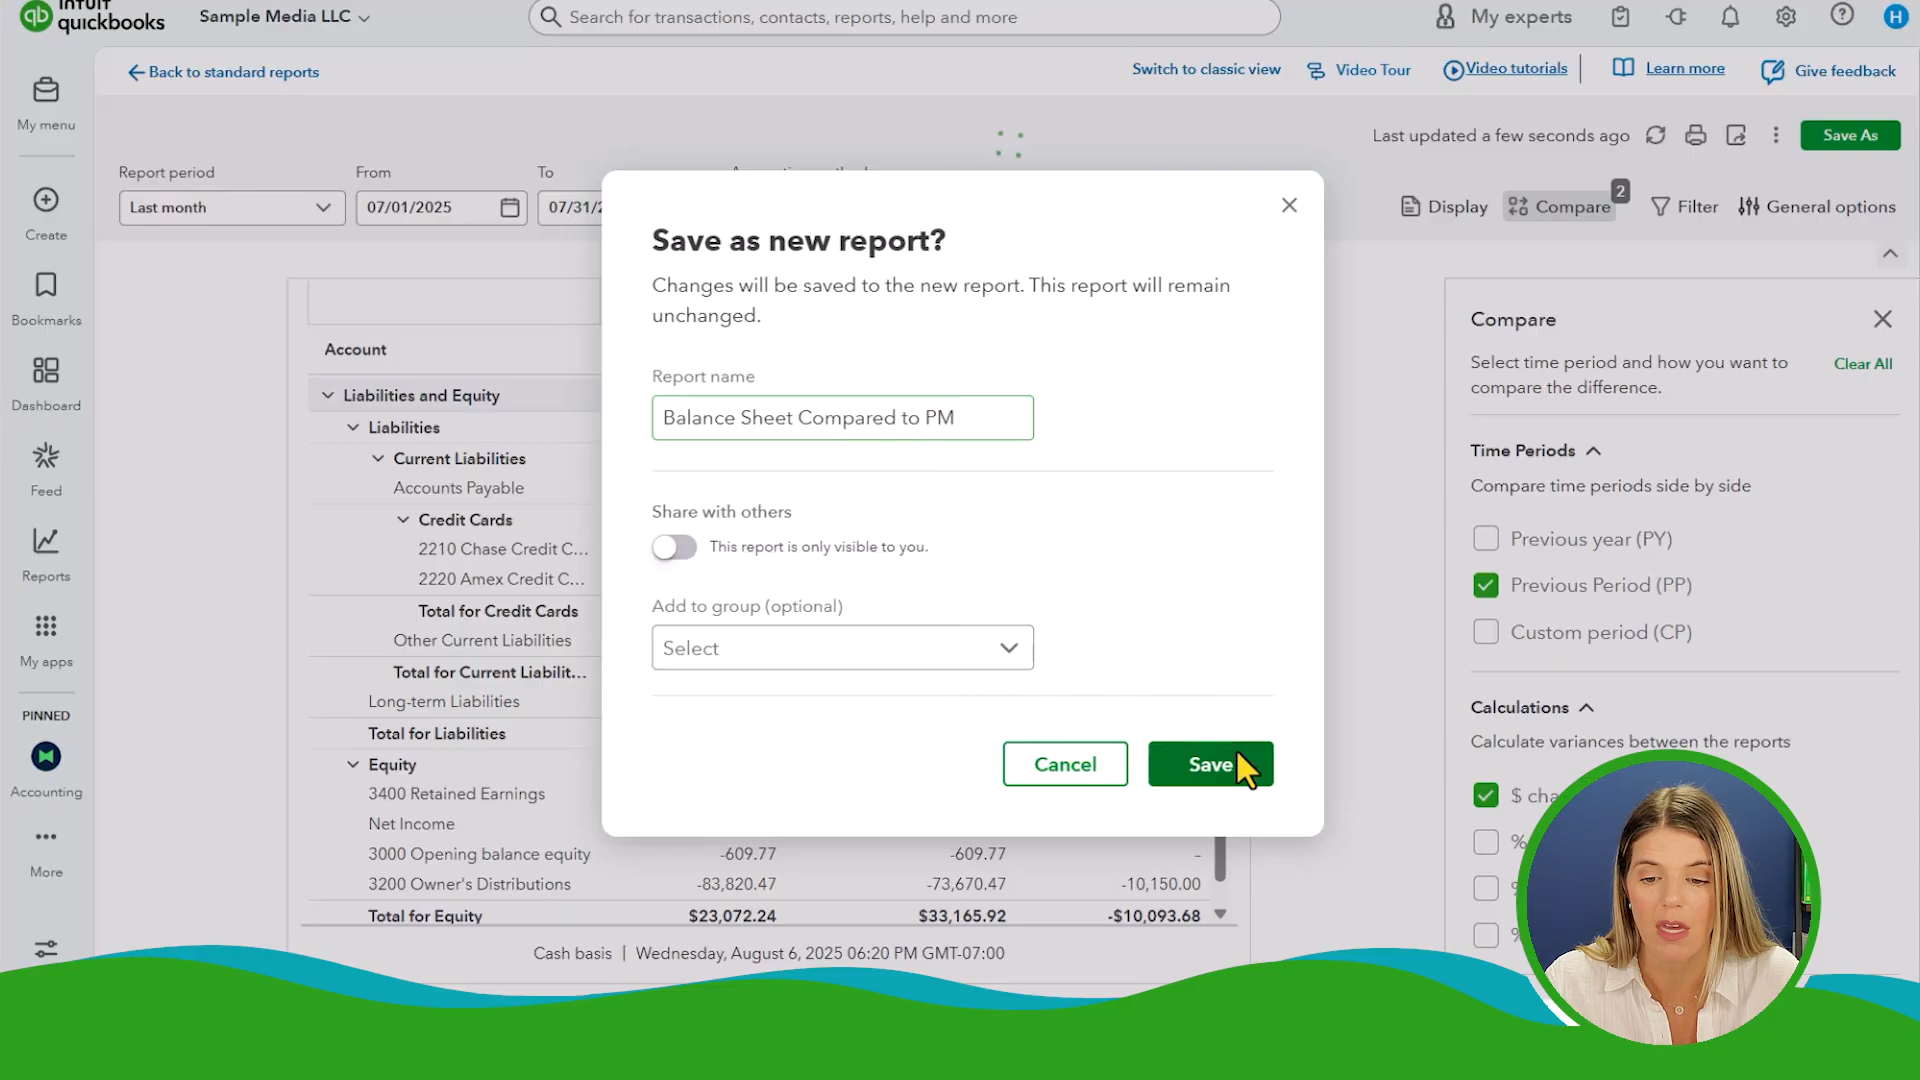 INTUIT
quickbooks
Sample Media LLC
Search for transactions, contacts, reports, help and more
My experts
H
Back to standard reports
Switch to classic view
Video Tour
Video tutorials
Learn more
Give feedback
My menu
Create
Bookmarks
Dashboard
Feed
Reports
My apps
PINNED
Accounting
More
Last updated a few seconds ago
Save As
Report period
From
To
Last month
07/01/2025
07/31/2
Display
Compare
2
Filter
General options
Account
Liabilities and Equity
Liabilities
Current Liabilities
Accounts Payable
Credit Cards
2210 Chase Credit C...
2220 Amex Credit C...
Total for Credit Cards
Other Current Liabilities
Total for Current Liabilit...
Long-term Liabilities
Total for Liabilities
Equity
3400 Retained Earnings
Net Income
3000 Opening balance equity -609.77 -609.77 –
3200 Owner's Distributions -83,820.47 -73,670.47 -10,150.00
Total for Equity $23,072.24 $33,165.92 -$10,093.68
Cash basis | Wednesday, August 6, 2025 06:20 PM GMT-07:00
Save as new report?
Changes will be saved to the new report. This report will remain
unchanged.
Report name
Balance Sheet Compared to PM
Share with others
This report is only visible to you.
Add to group (optional)
Select
Cancel
Save
Compare
Select time period and how you want to
compare the difference.
Clear All
Time Periods
Compare time periods side by side
Previous year (PY)
Previous Period (PP)
Custom period (CP)
Calculations
Calculate variances between the reports
$ cha
%